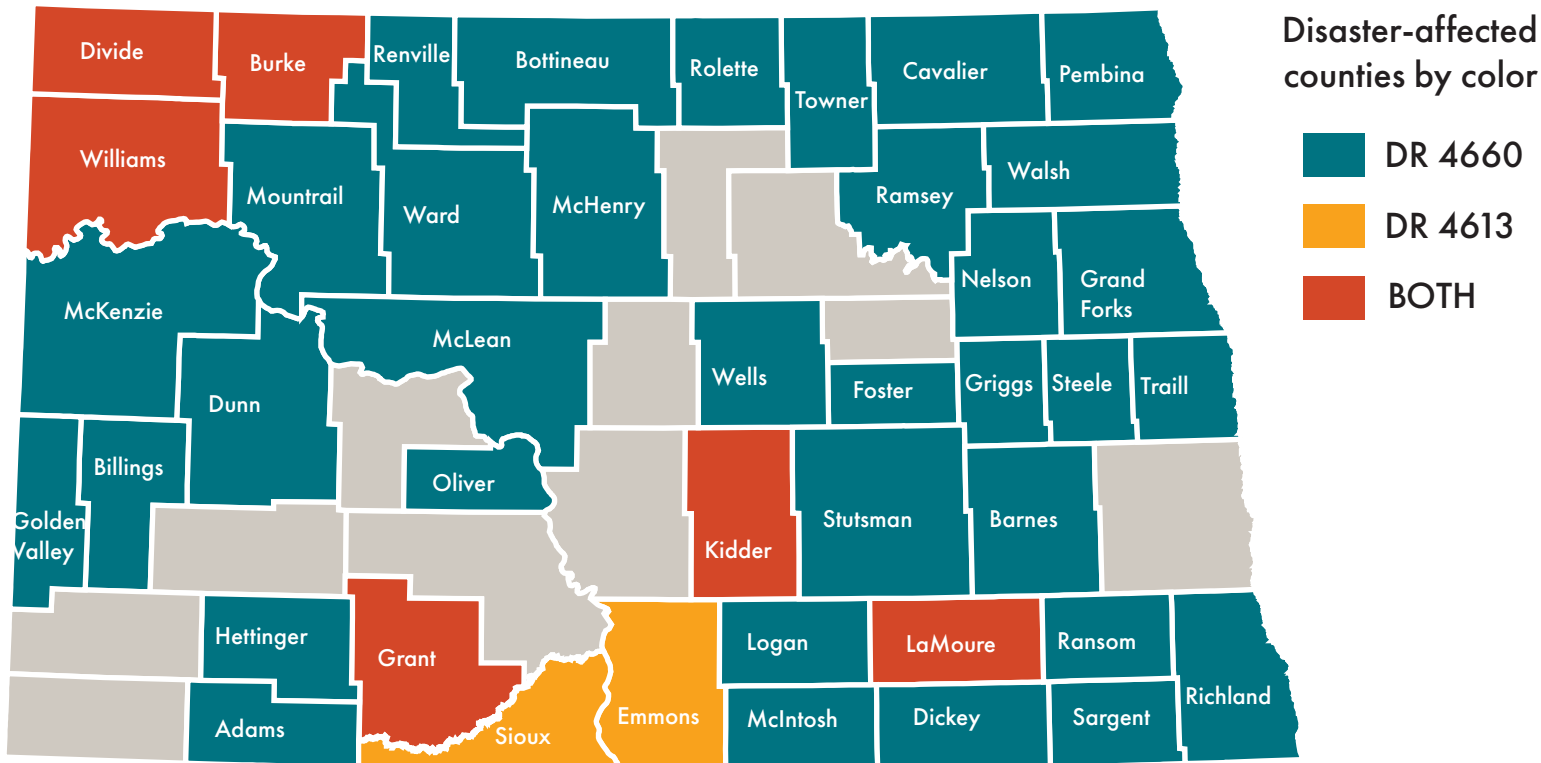 Disaster-affected
counties by color
DR 4660
DR 4613
BOTH
Divide
Burke
Renville
Bottineau
Rolette
Towner
Cavalier
Pembina
Williams
Mountrail
Ward
McHenry
Ramsey
Walsh
McKenzie
Nelson
Grand
Forks
McLean
Wells
Foster
Griggs
Steele
Traill
Dunn
Billings
Golden
Valley
Oliver
Kidder
Stutsman
Barnes
Hettinger
Grant
Logan
LaMoure
Ransom
Richland
Adams
Sioux
Emmons
McIntosh
Dickey
Sargent